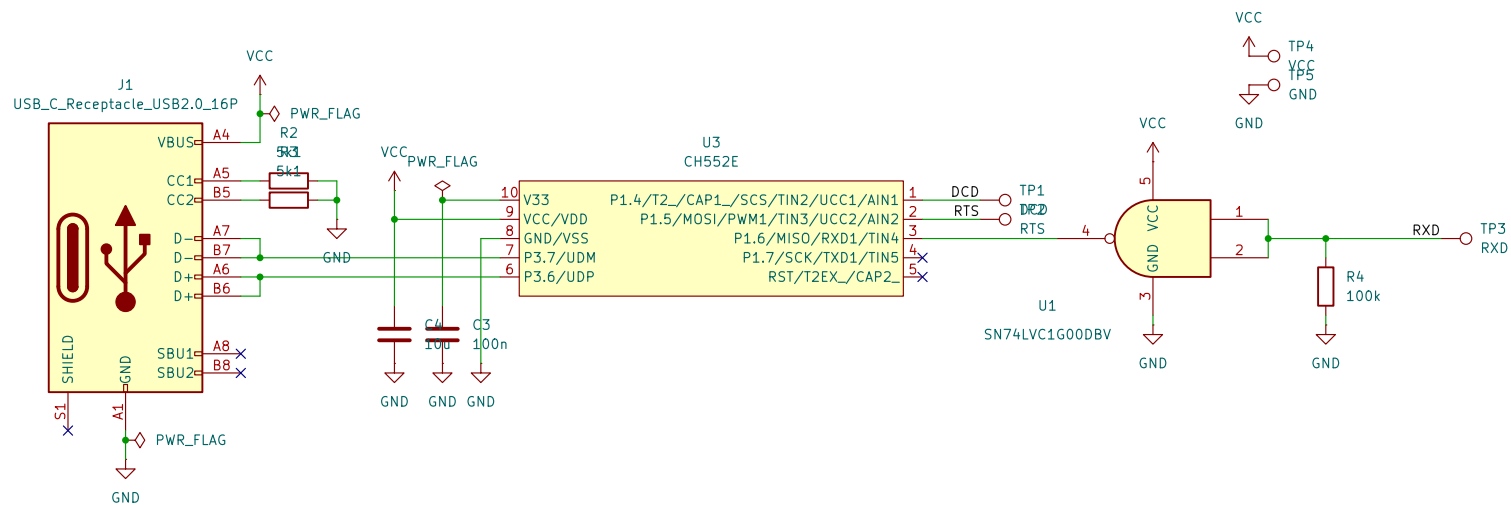 VCC
TP4
VCC
TP5
GND
GND
J1
USB_C_Receptacle_USB2.0_16P
VCC
PWR_FLAG
VBUS
A4
CC1
A5
CC2
B5
D-
A7
D-
B7
D+
A6
D+
B6
SBU1
A8
SBU2
B8
SHIELD
GND
S1
A1
PWR_FLAG
GND
R2
5k1
R3
5k1
GND
VCC
PWR_FLAG
C4
10u
C3
100n
GND
GND
GND
U3
CH552E
10
V33
9
VCC/VDD
8
GND/VSS
7
P3.7/UDM
6
P3.6/UDP
P1.4/T2_/CAP1_/SCS/TIN2/UCC1/AIN1
1
P1.5/MOSI/PWM1/TIN3/UCC2/AIN2
2
P1.6/MISO/RXD1/TIN4
3
P1.7/SCK/TXD1/TIN5
4
RST/T2EX_/CAP2_
5
DCD
RTS
TP1
DCD
TP2
RTS
VCC
5
VCC
GND
4
1
2
3
GND
U1
SN74LVC1G00DBV
R4
100k
GND
RXD
TP3
RXD